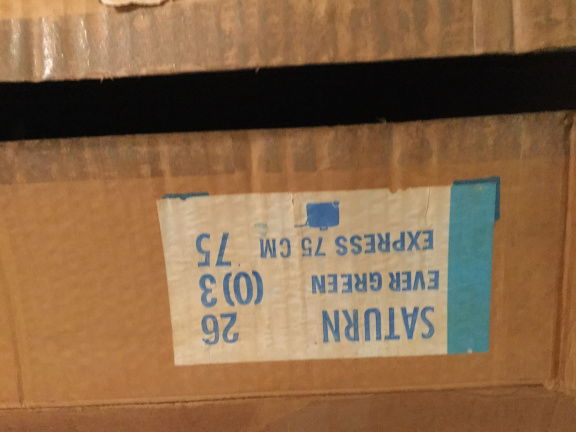 SATURN 26
EVER GREEN (0)3
EXPRESS 75 CM 75